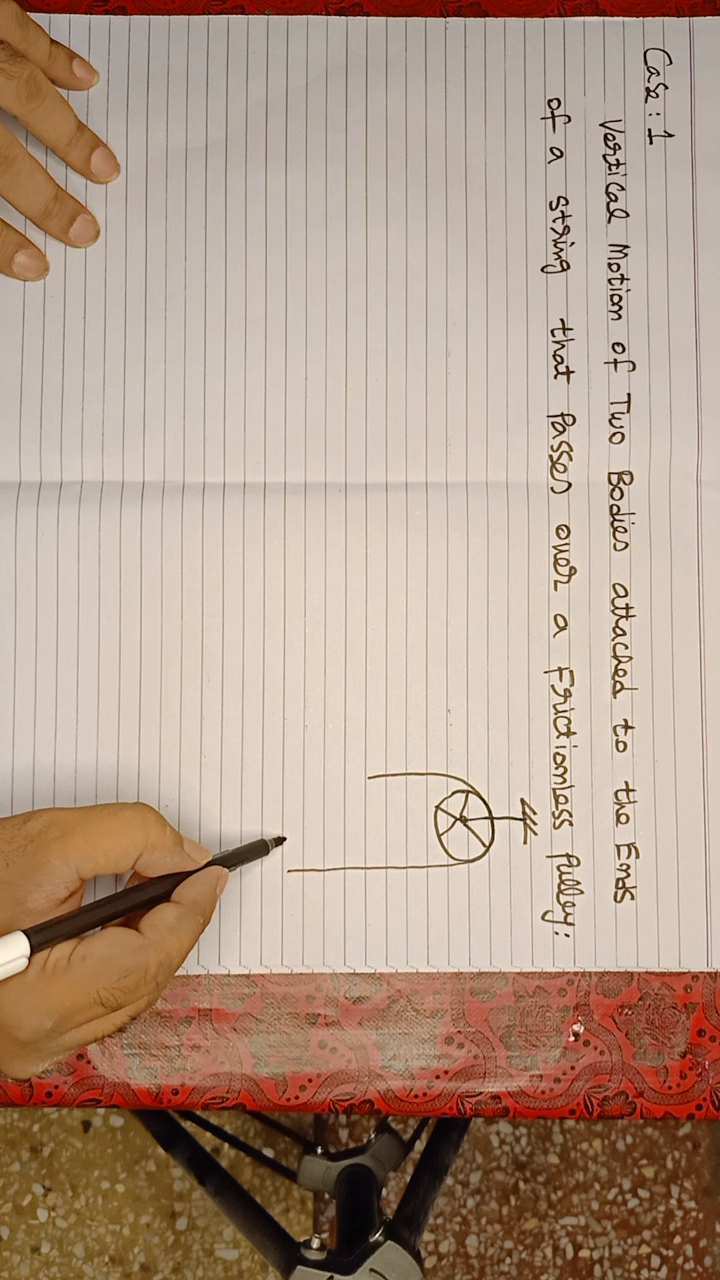 Case: 1
Vertical Motion of Two Bodies attached to the Ends
of a string that Passes over a Frictionless Pulley: